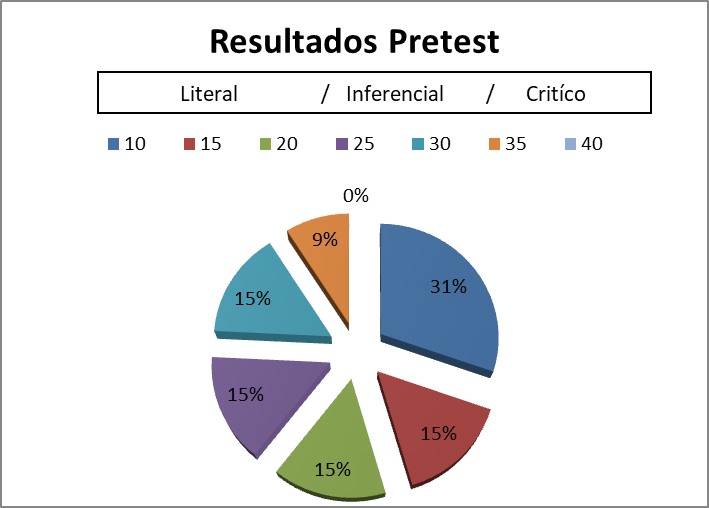 Resultados Pretest
Literal / Inferencial / Critíco
10 15 20 25 30 35 40
0%
9%
31%
15%
15%
15%
15%